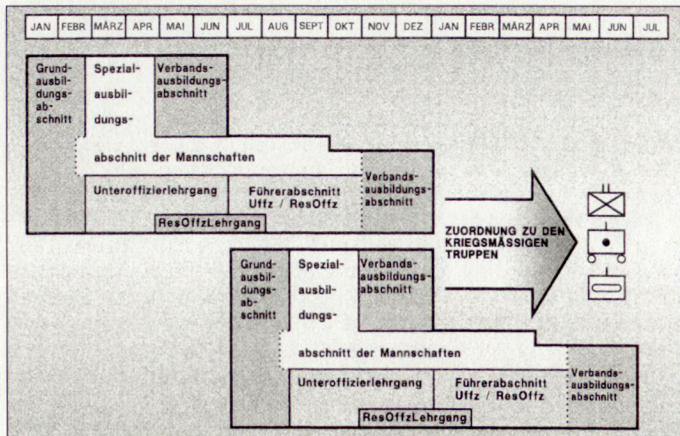 JAN FEBR MÄRZ APR MAI JUN JUL AUG SEPT OKT NOV DEZ JAN FEBR MÄRZ APR MAI JUN JUL
Grund-
ausbil-
dungs-
ab-
schnitt
Spezial-
ausbil-
dungs-
Verbands-
ausbildungs-
abschnitt
abschnitt der Mannschaften
Unteroffizierlehrgang
Führerabschnitt
Uffz / ResOffz
Verband-
ausbildungs-
abschnitt
ResOffzLehrgang
ZUORDNUNG ZU DEN
KRIEGSMÄSSIGEN
TRUPPEN
Grund-
ausbil-
dungs-
ab-
schnitt
Spezial-
ausbil-
dungs-
Verbands-
ausbildungs-
abschnitt
abschnitt der Mannschaften
Unteroffizierlehrgang
Führerabschnitt
Uffz / ResOffz
Verbands-
ausbildungs-
abschnitt
ResOffzLehrgang